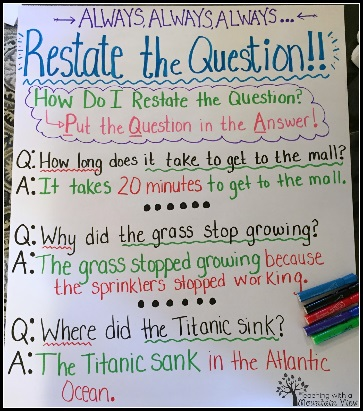 → ALWAYS, ALWAYS, ALWAYS... ←
Restate the Question!!
How Do I Restate the Question?
↳Put the Question in the Answer!
Q: How long does it take to get to the mall?
A: It takes 20 minutes to get to the mall.
Q: Why did the grass stop growing?
A: The grass stopped growing because
the sprinklers stopped working.
Q: Where did the Titanic sink?
A: The Titanic sank in the Atlantic
Ocean.
Teaching with a
Mountain View